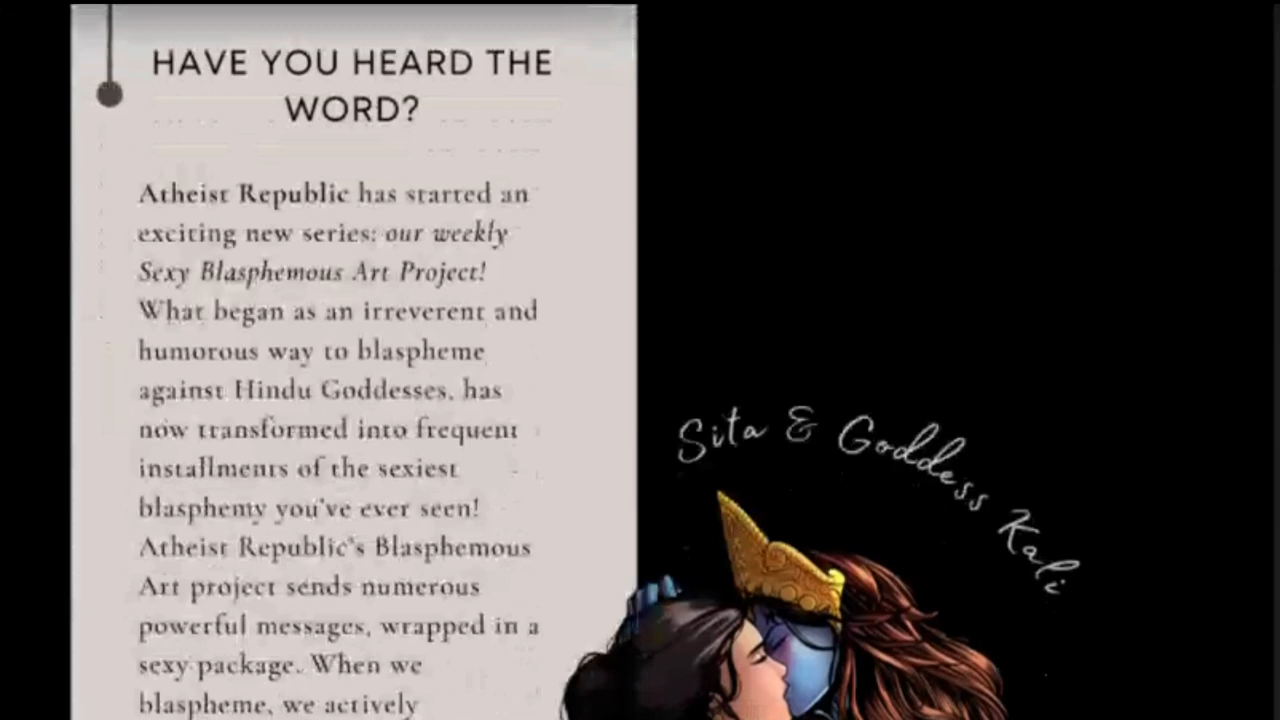 HAVE YOU HEARD THE
WORD?
Atheist Republic has started an
exciting new series: our weekly
Sexy Blasphemous Art Project!
What began as an irreverent and
humorous way to blaspheme
against Hindu Goddesses, has
now transformed into frequent
installments of the sexiest
blasphemy you've ever seen!
Atheist Republic's Blasphemous
Art project sends numerous
powerful messages, wrapped in a
sexy package. When we
blaspheme, we actively
Sita & Goddess Kali